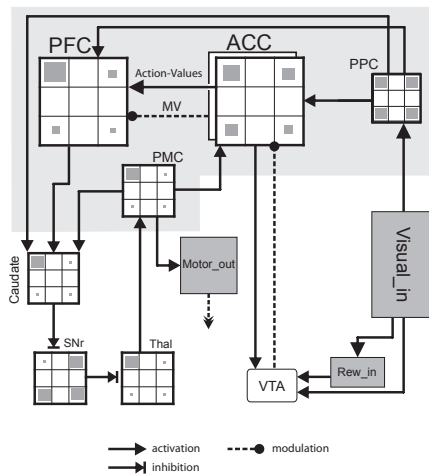 PFC
ACC
PPC
Action-Values
MV
PMC
Caudate
Motor_out
Visual_in
SNr
Thal
VTA
Rew_in
activation
modulation
inhibition